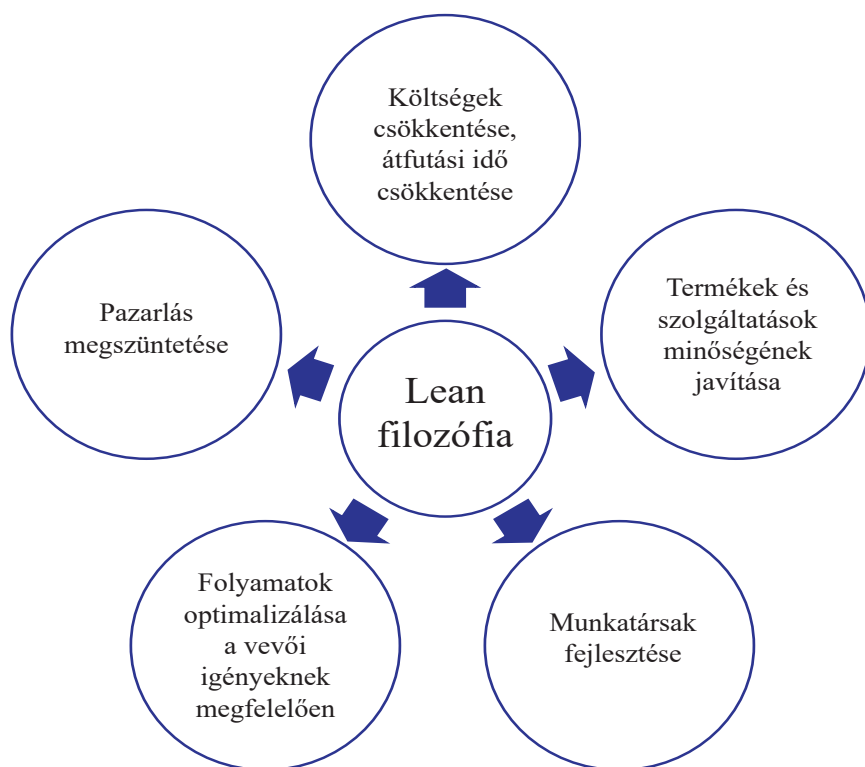 Költségek
csökkentése,
átfutási idő
csökkentése
Pazarlás
megszüntetése
Termékek és
szolgáltatások
minőségének
javítása
Lean
filozófia
Folyamatok
optimalizálása
a vevői
igényeknek
megfelelően
Munkatársak
fejlesztése